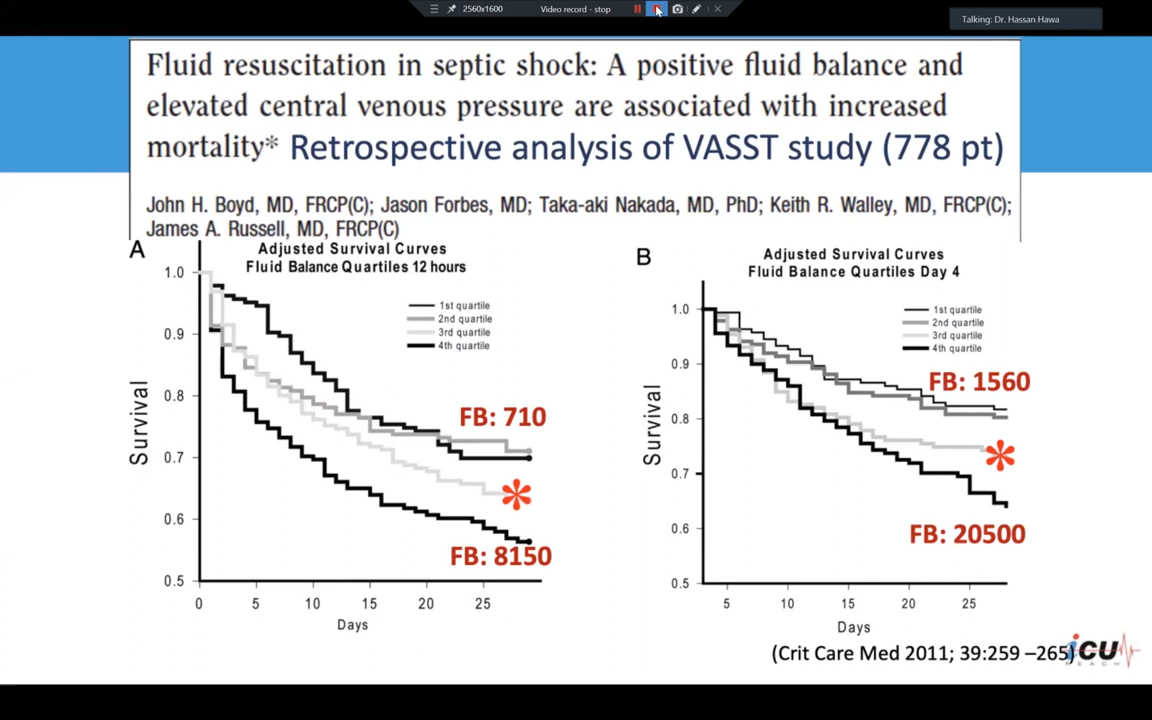 2560x1600
Video record - stop
Talking: Dr. Hassan Hawa
Fluid resuscitation in septic shock: A positive fluid balance and
elevated central venous pressure are associated with increased
mortality* Retrospective analysis of VASST study (778 pt)
John H. Boyd, MD, FRCP(C); Jason Forbes, MD; Taka-aki Nakada, MD, PhD; Keith R. Walley, MD, FRCP(C);
James A. Russell, MD, FRCP(C)
A
Adjusted Survival Curves
Fluid Balance Quartiles 12 hours
1st quartile
2nd quartile
3rd quartile
4th quartile
Survival
1.0
0.9
0.8
0.7
0.6
0.5
FB: 710
*
FB: 8150
0 5 10 15 20 25
Days
B
Adjusted Survival Curves
Fluid Balance Quartiles Day 4
1st quartile
2nd quartile
3rd quartile
4th quartile
Survival
1.0
0.9
0.8
0.7
0.6
0.5
FB: 1560
*
FB: 20500
5 10 15 20 25
Days
(Crit Care Med 2011; 39:259 –265)
iCU
REACH